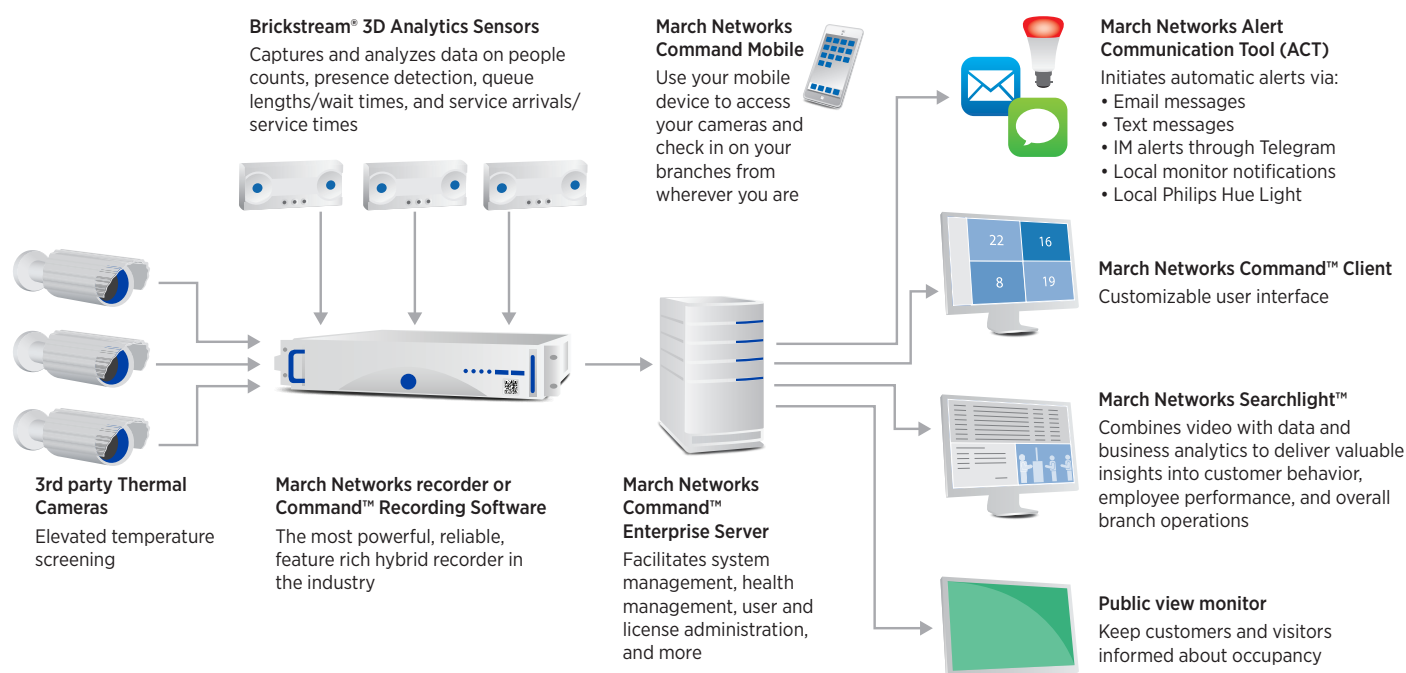 Brickstream® 3D Analytics Sensors
Captures and analyzes data on people
counts, presence detection, queue
lengths/wait times, and service arrivals/
service times
March Networks
Command Mobile
Use your mobile
device to access
your cameras and
check in on your
branches from
wherever you are
March Networks Alert
Communication Tool (ACT)
Initiates automatic alerts via:
• Email messages
• Text messages
• IM alerts through Telegram
• Local monitor notifications
• Local Philips Hue Light
22 16
8 19
March Networks Command™ Client
Customizable user interface
March Networks Searchlight™
Combines video with data and
business analytics to deliver valuable
insights into customer behavior,
employee performance, and overall
branch operations
3rd party Thermal
Cameras
Elevated temperature
screening
March Networks recorder or
Command™ Recording Software
The most powerful, reliable,
feature rich hybrid recorder in
the industry
March Networks
Command™
Enterprise Server
Facilitates system
management, health
management, user and
license administration,
and more
Public view monitor
Keep customers and visitors
informed about occupancy